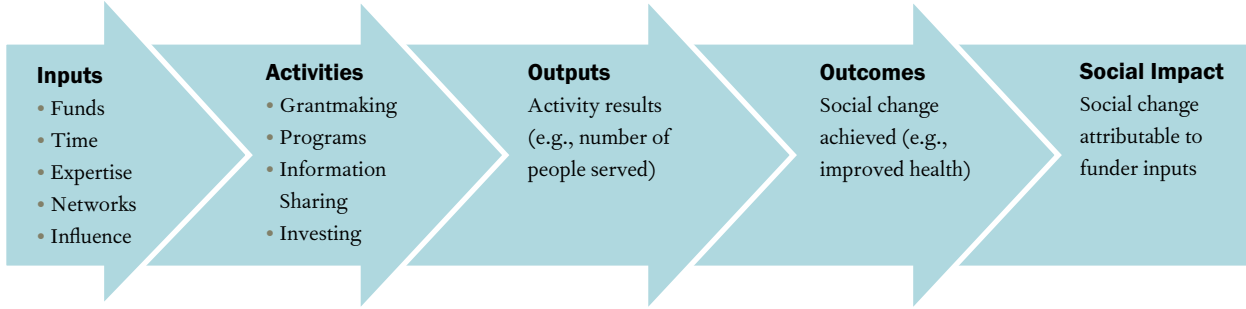 Inputs
• Funds
• Time
• Expertise
• Networks
• Influence
Activities
• Grantmaking
• Programs
• Information
Sharing
• Investing
Outputs
Activity results
(e.g., number of
people served)
Outcomes
Social change
achieved (e.g.,
improved health)
Social Impact
Social change
attributable to
funder inputs